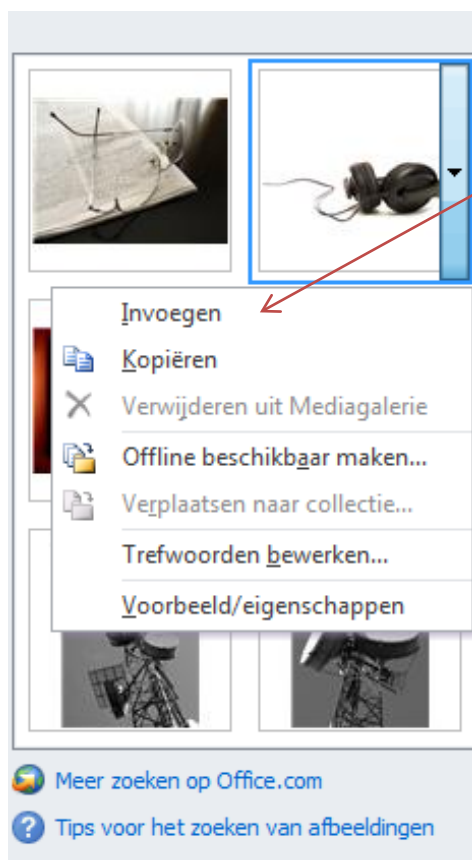 Invoegen
Kopiëren
Verwijderen uit Mediagalerie
Offline beschikbaar maken...
Verplaatsen naar collectie...
Trefwoorden bewerken...
Voorbeeld/eigenschappen
Meer zoeken op Office.com
Tips voor het zoeken van afbeeldingen